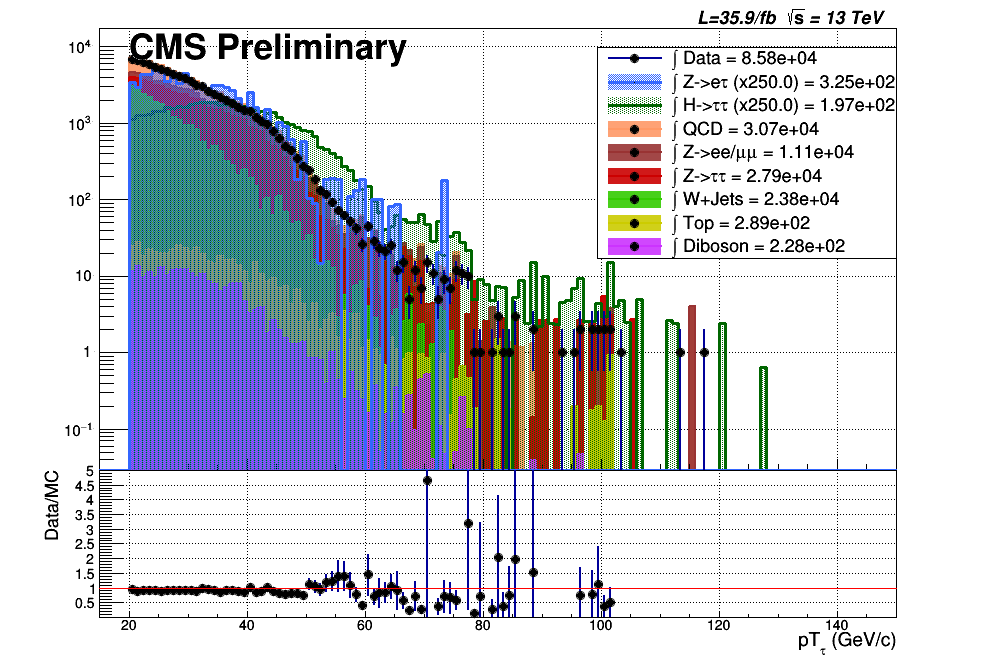 L=35.9/fb √s = 13 TeV
CMS Preliminary
∫ Data = 8.58e+04
∫ Z->eτ (x250.0) = 3.25e+02
∫ H->ττ (x250.0) = 1.97e+02
∫ QCD = 3.07e+04
∫ Z->ee/μμ = 1.11e+04
∫ Z->ττ = 2.79e+04
∫ W+Jets = 2.38e+04
∫ Top = 2.89e+02
∫ Diboson = 2.28e+02
10⁴
10³
10²
10
1
10⁻¹
Data/MC
5
4.5
4
3.5
3
2.5
2
1.5
1
0.5
20 40 60 80 100 120 140
pT_τ (GeV/c)